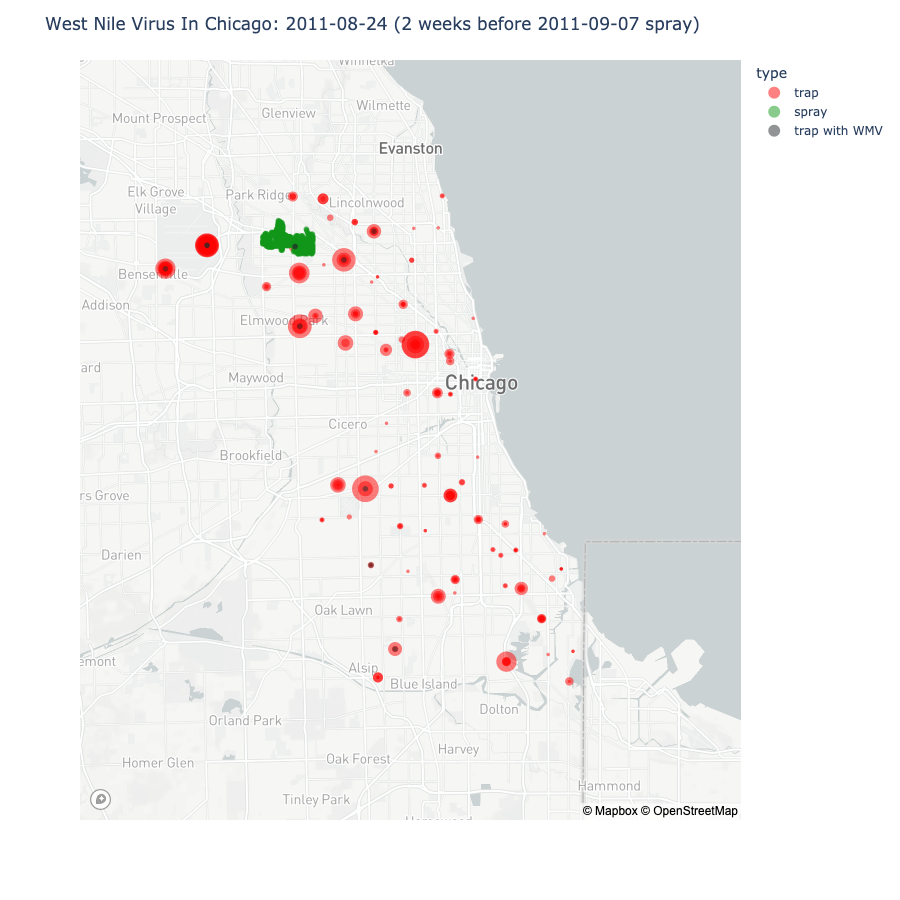 West Nile Virus In Chicago: 2011-08-24 (2 weeks before 2011-09-07 spray)
type
trap
spray
trap with WMV
Winnetka
Wilmette
Glenview
Mount Prospect
Evanston
Elk Grove
Village
Park Ridge
Lincolnwood
Bensenville
Addison
Elmwood Park
ard
Maywood
Chicago
Cicero
Brookfield
rs Grove
Darien
Oak Lawn
emont
Alsip
Blue Island
Dolton
Orland Park
Harvey
Homer Glen
Oak Forest
Hammond
Tinley Park
© Mapbox © OpenStreetMap